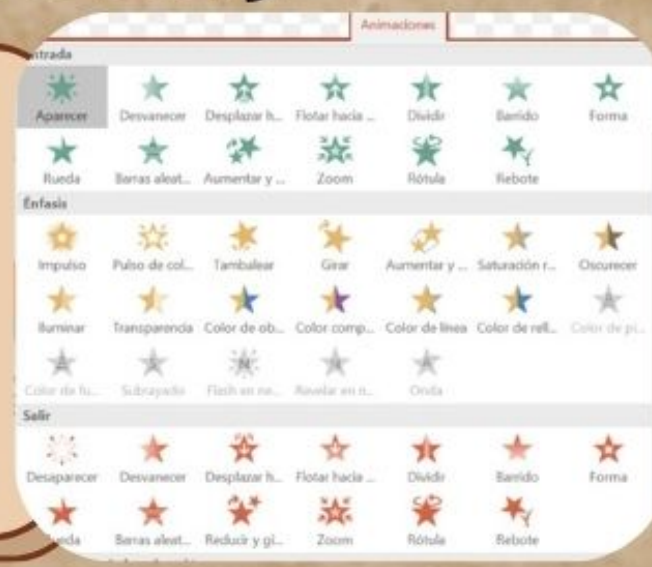 Animaciones
ntrada
Aparecer Desvanecer Desplazar h... Flotar hacia ... Dividir Barrido Forma
Rueda Barras aleat... Aumentar y ... Zoom Rótula Rebote
Énfasis
Impulso Pulso de col... Tambalear Girar Aumentar y ... Saturación r... Oscurecer
Iluminar Transparencia Color de ob... Color comp... Color de línea Color de rell... Color de pi...
Color de fu... Subrayado Flash en ne... Revelar en n... Onda
Salir
Desaparecer Desvanecer Desplazar h... Flotar hacia ... Dividir Barrido Forma
ueda Barras aleat... Reducir y gi... Zoom Rótula Rebote